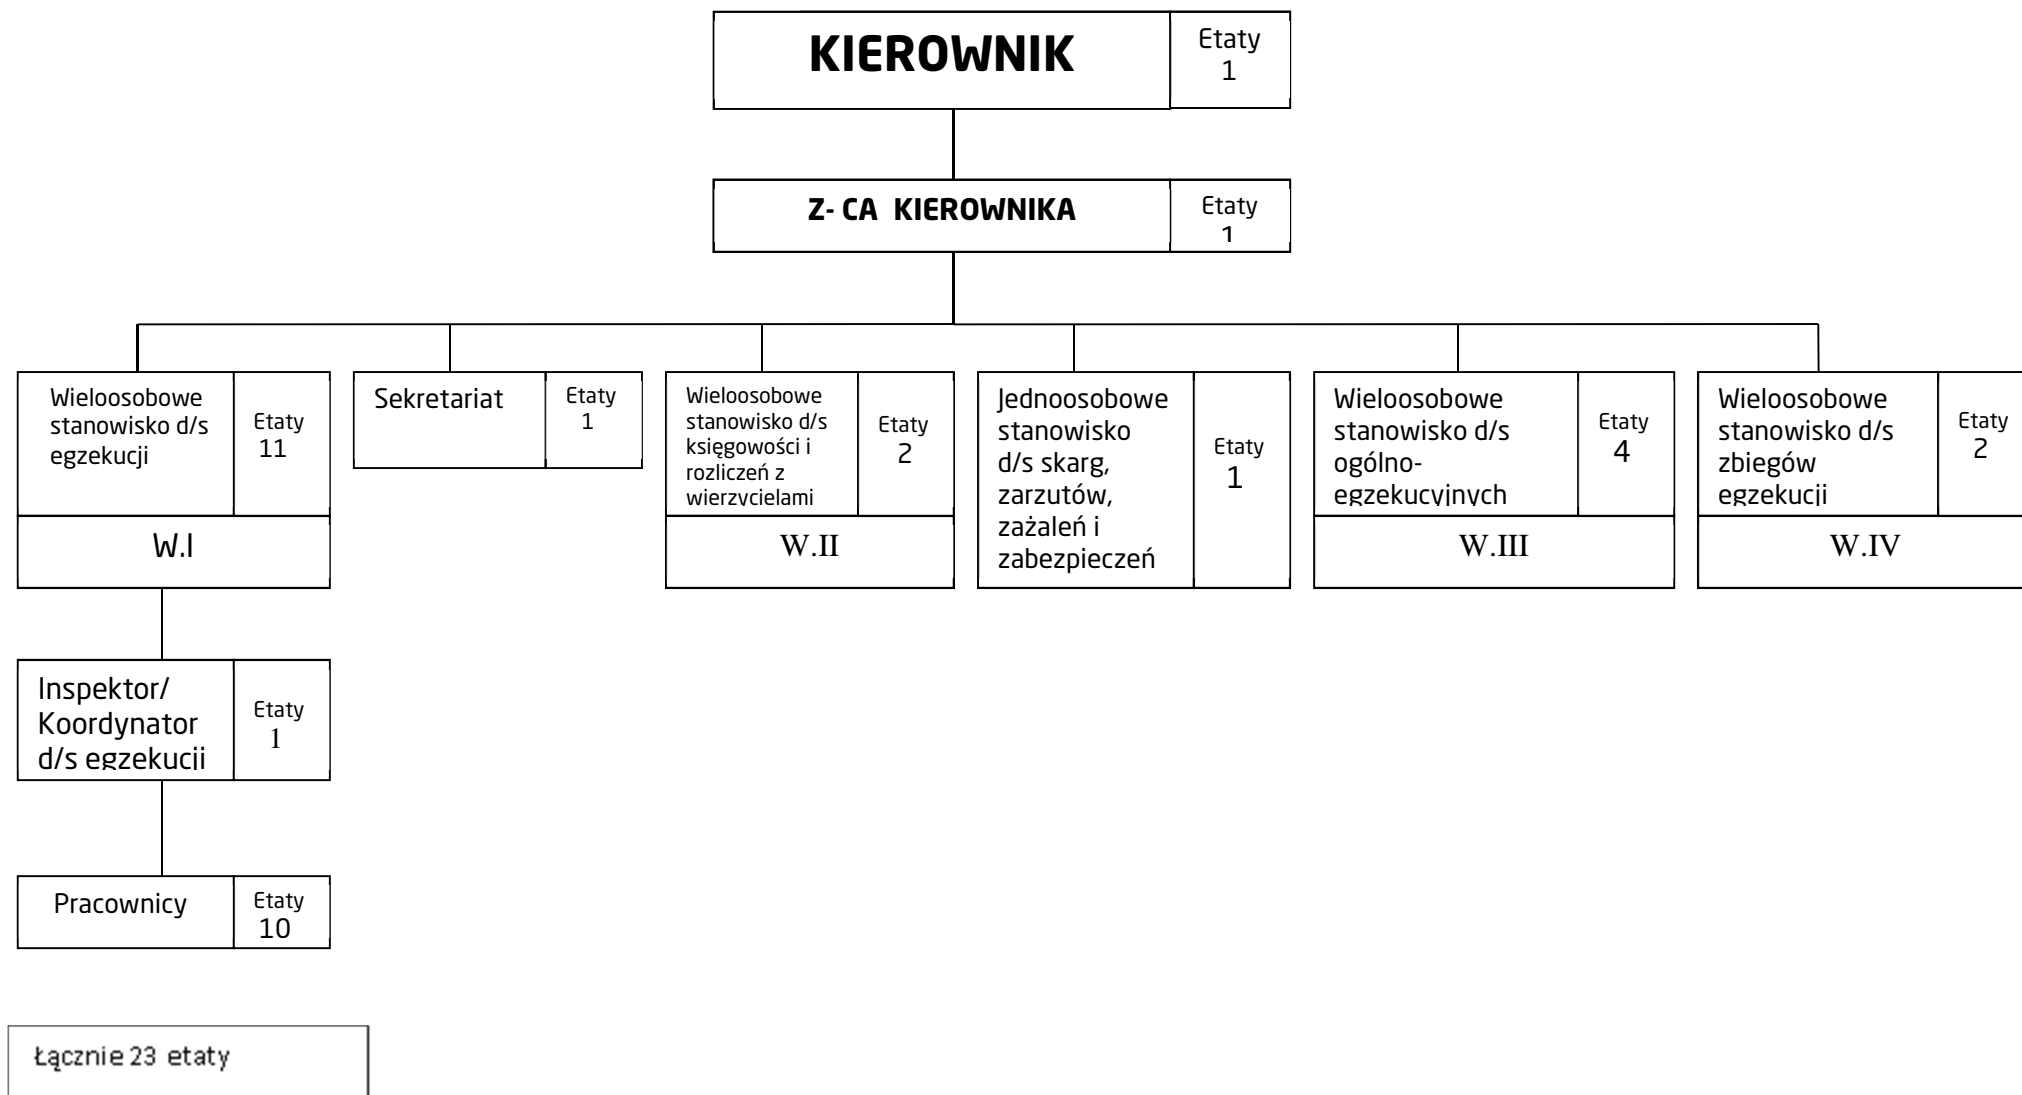 KIEROWNIK
Etaty
1
Z- CA KIEROWNIKA
Etaty
1
Wieloosobowe
stanowisko d/s
egzekucji
Etaty
11
W.I
Sekretariat
Etaty
1
Wieloosobowe
stanowisko d/s
księgowości i
rozliczeń z
wierzycielami
Etaty
2
W.II
Jednoosobowe
stanowisko
d/s skarg,
zarzutów,
zażaleń i
zabezpieczeń
Etaty
1
Wieloosobowe
stanowisko d/s
ogólno-
egzekucyjnych
Etaty
4
W.III
Wieloosobowe
stanowisko d/s
zbiegów
egzekucji
Etaty
2
W.IV
Inspektor/
Koordynator
d/s egzekucji
Etaty
1
Pracownicy
Etaty
10
Łącznie 23 etaty